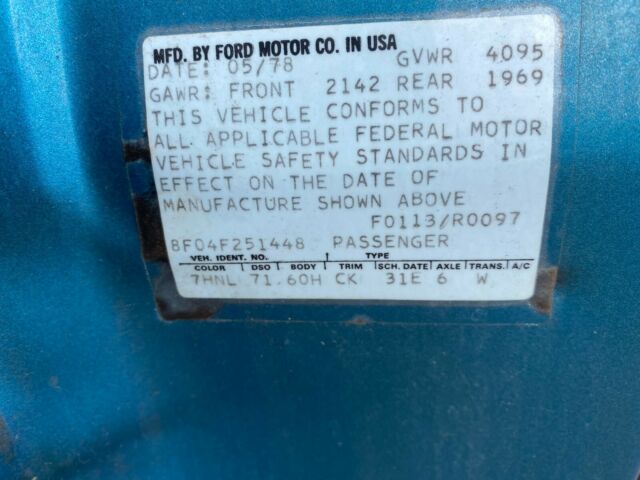 MFD. BY FORD MOTOR CO. IN USA
DATE: 05/78 GVWR 4095
GAWR: FRONT 2142 REAR 1969
THIS VEHICLE CONFORMS TO
ALL APPLICABLE FEDERAL MOTOR
VEHICLE SAFETY STANDARDS IN
EFFECT ON THE DATE OF
MANUFACTURE SHOWN ABOVE
F0113/R0097
8F04F251448 PASSENGER
VEH. IDENT. NO. TYPE
COLOR DSO BODY TRIM SCH. DATE AXLE TRANS. A/C
7HNL 71.60H CK 31E 6 W